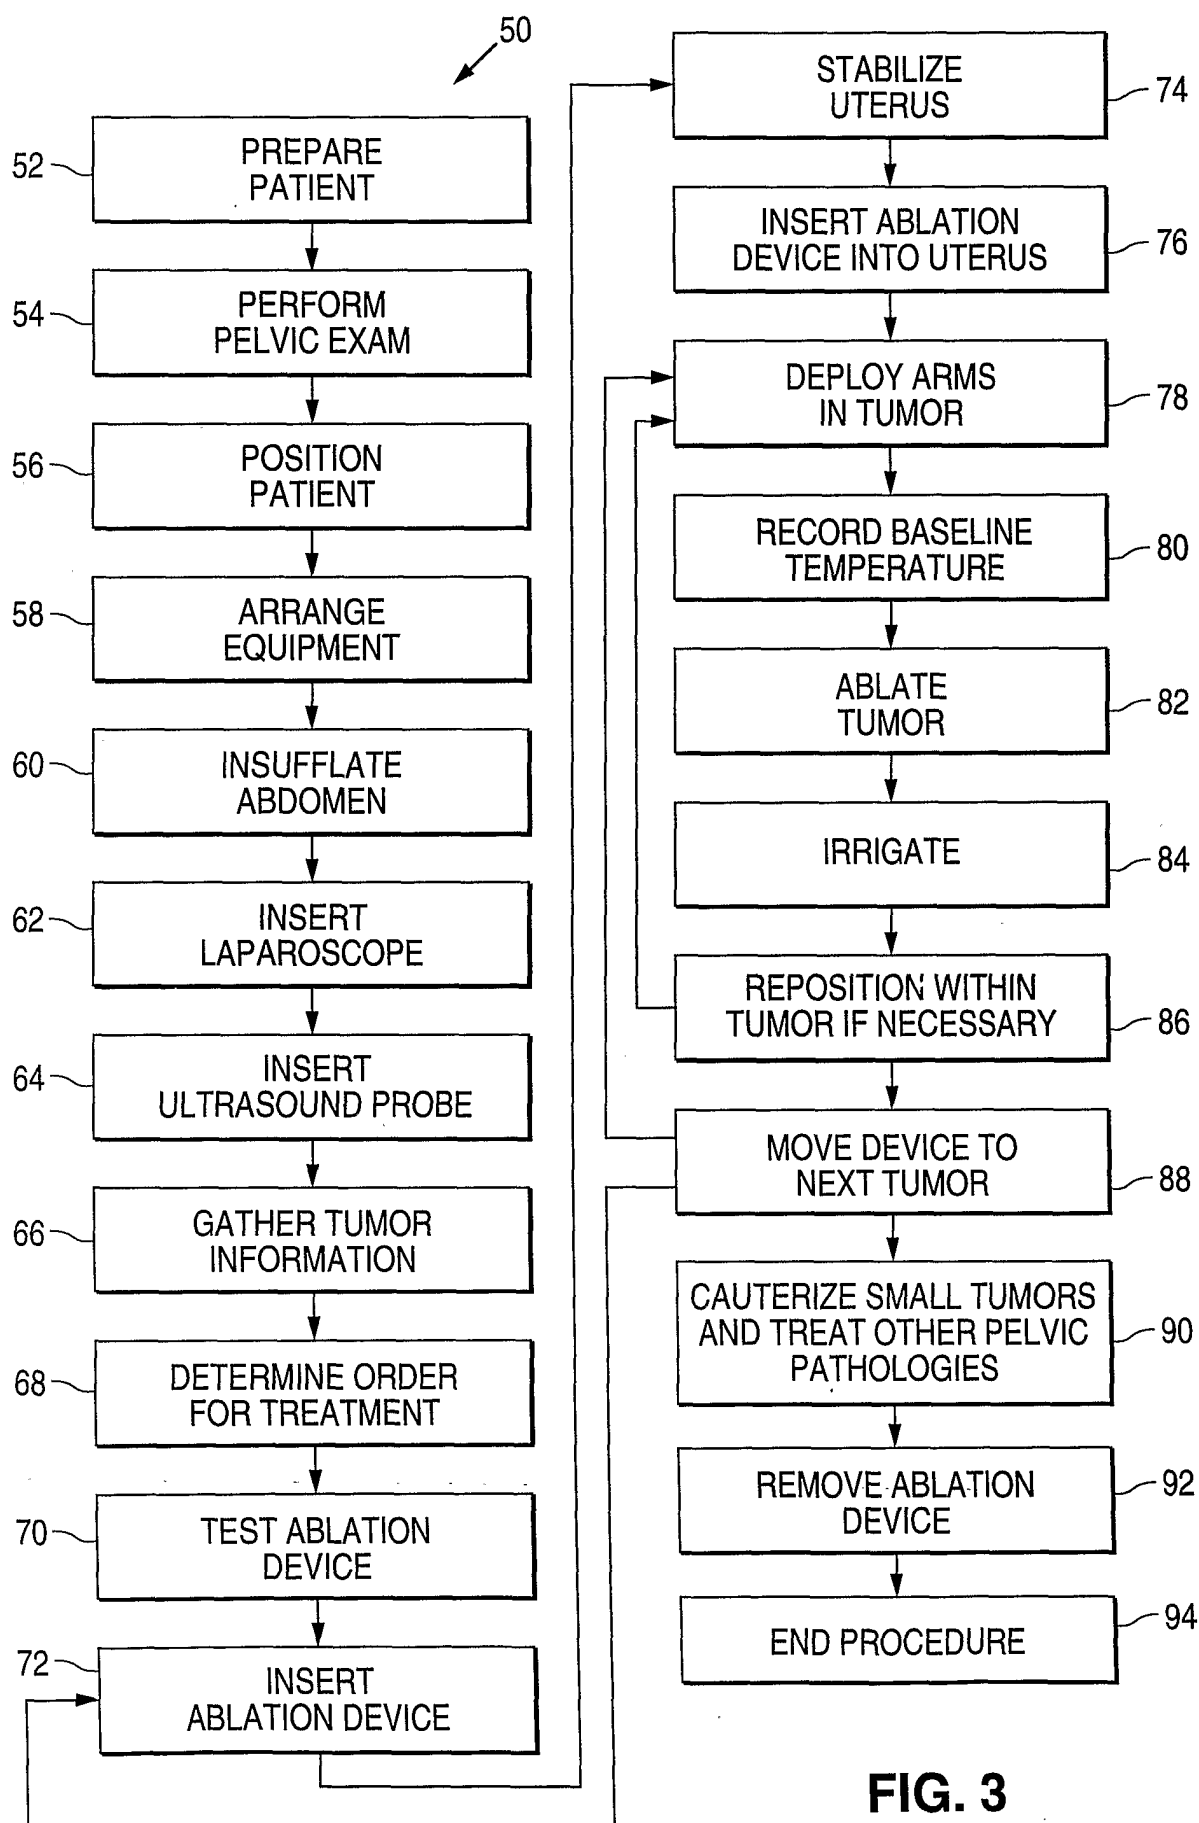 50
52
PREPARE
PATIENT
54
PERFORM
PELVIC EXAM
56
POSITION
PATIENT
58
ARRANGE
EQUIPMENT
60
INSUFFLATE
ABDOMEN
62
INSERT
LAPAROSCOPE
64
INSERT
ULTRASOUND PROBE
66
GATHER TUMOR
INFORMATION
68
DETERMINE ORDER
FOR TREATMENT
70
TEST ABLATION
DEVICE
72
INSERT
ABLATION DEVICE
STABILIZE
UTERUS
74
INSERT ABLATION
DEVICE INTO UTERUS
76
DEPLOY ARMS
IN TUMOR
78
RECORD BASELINE
TEMPERATURE
80
ABLATE
TUMOR
82
IRRIGATE
84
REPOSITION WITHIN
TUMOR IF NECESSARY
86
MOVE DEVICE TO
NEXT TUMOR
88
CAUTERIZE SMALL TUMORS
AND TREAT OTHER PELVIC
PATHOLOGIES
90
REMOVE ABLATION
DEVICE
92
END PROCEDURE
94
FIG. 3